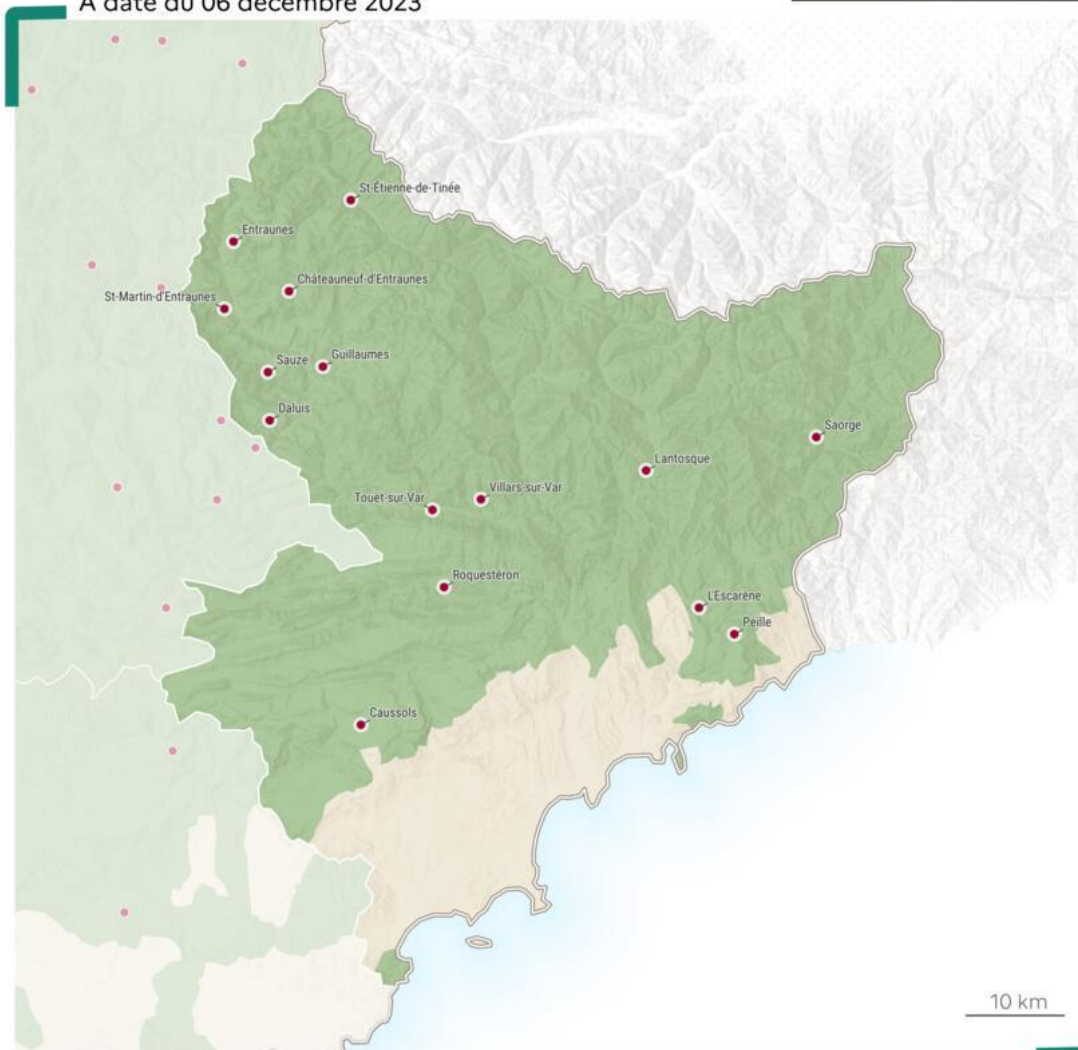 A date du 06 décembre 2023
St-Étienne-de-Tinée
Entraunes
Châteauneuf-d'Entraunes
St-Martin-d'Entraunes
Guillaumes
Sauze
Daluis
Saorge
Lantosque
Villars-sur-Var
Touët-sur-Var
Roquestéron
L'Escarène
Peille
Caussols
10 km